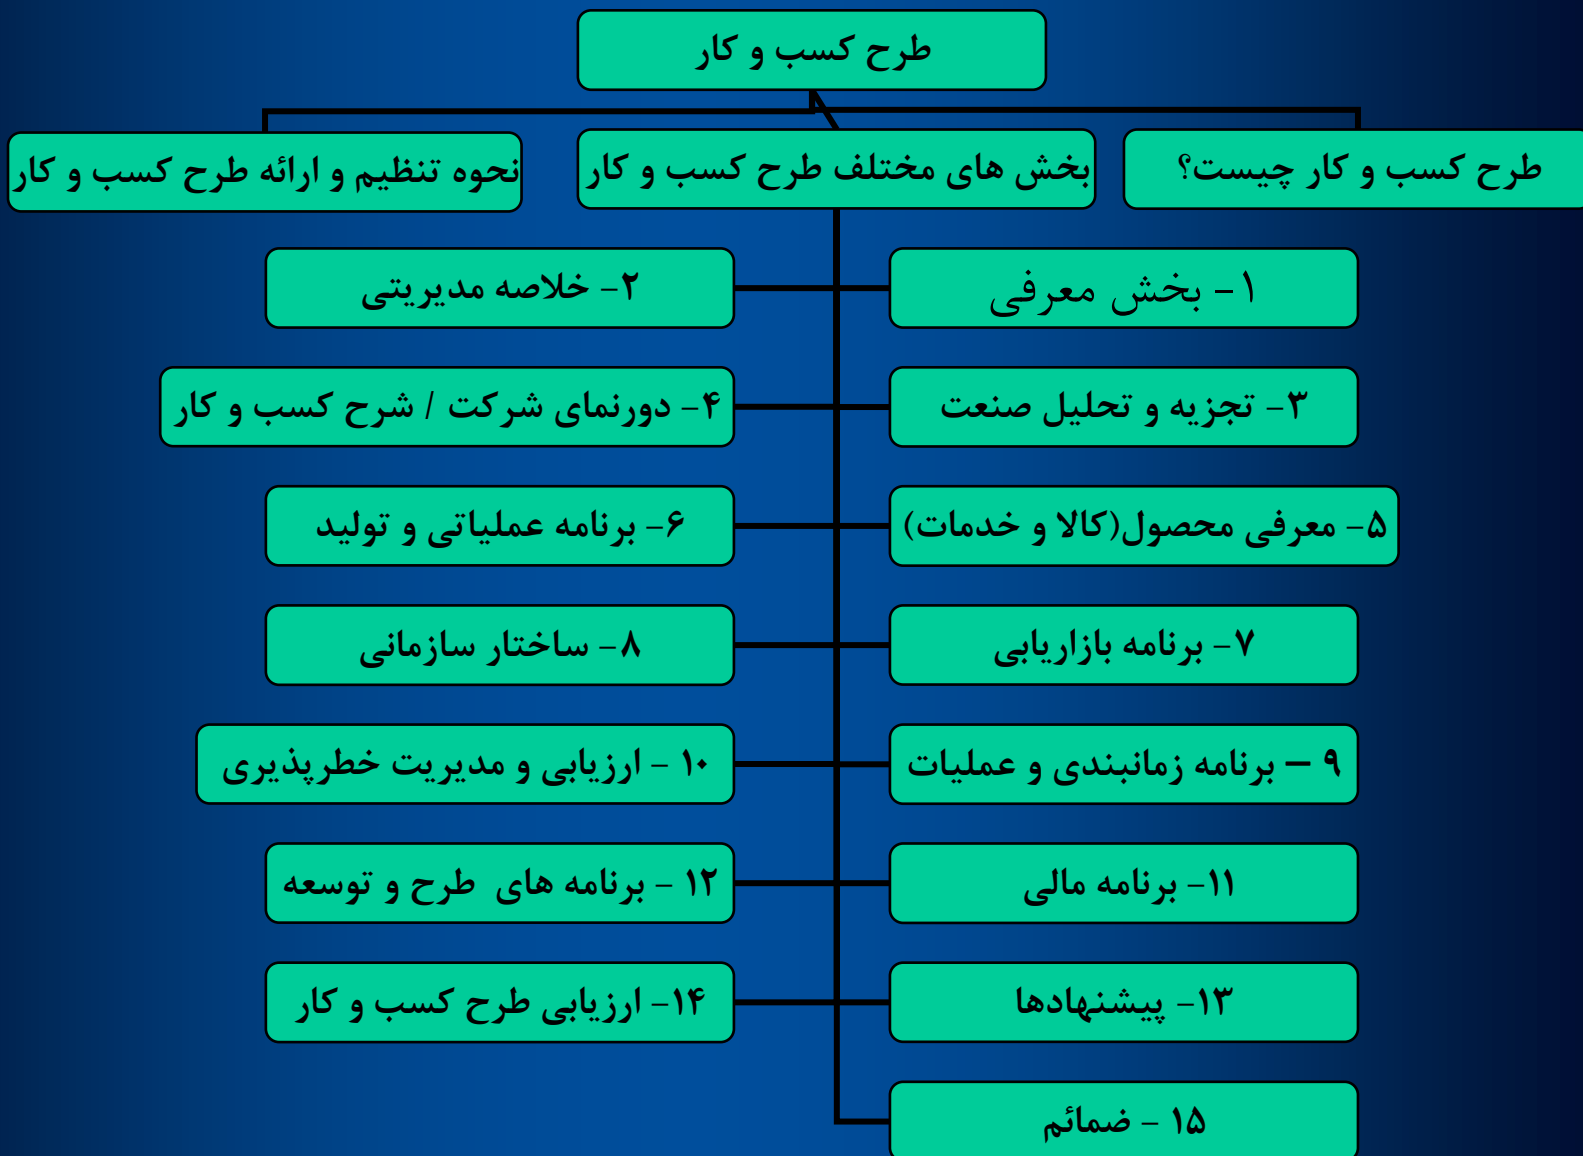 طرح کسب و کار
طرح کسب و کار چیست؟
بخش های مختلف طرح کسب و کار
نحوه تنظیم و ارائه طرح کسب و کار
۱- بخش معرفی
۲- خلاصه مدیریتی
۳- تجزیه و تحلیل صنعت
۴- دورنمای شرکت / شرح کسب و کار
۵- معرفی محصول(کالا و خدمات)
۶- برنامه عملیاتی و تولید
۷- برنامه بازاریابی
۸- ساختار سازمانی
۹ – برنامه زمانبندی و عملیات
۱۰ - ارزیابی و مدیریت خطرپذیری
۱۱- برنامه مالی
۱۲ - برنامه های طرح و توسعه
۱۳- پیشنهادها
۱۴- ارزیابی طرح کسب و کار
۱۵ - ضمائم